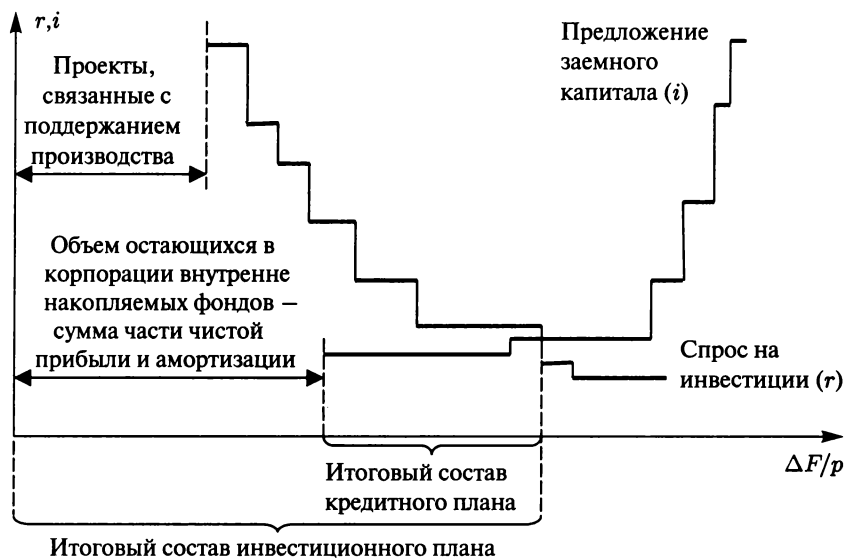 r,i
Проекты,
связанные с
поддержанием
производства
Предложение
заемного
капитала (i)
Объем остающихся в
корпорации внутренне
накопляемых фондов –
сумма части чистой
прибыли и амортизации
Спрос на
инвестиции (r)
ΔF/p
Итоговый состав
кредитного плана
Итоговый состав инвестиционного плана